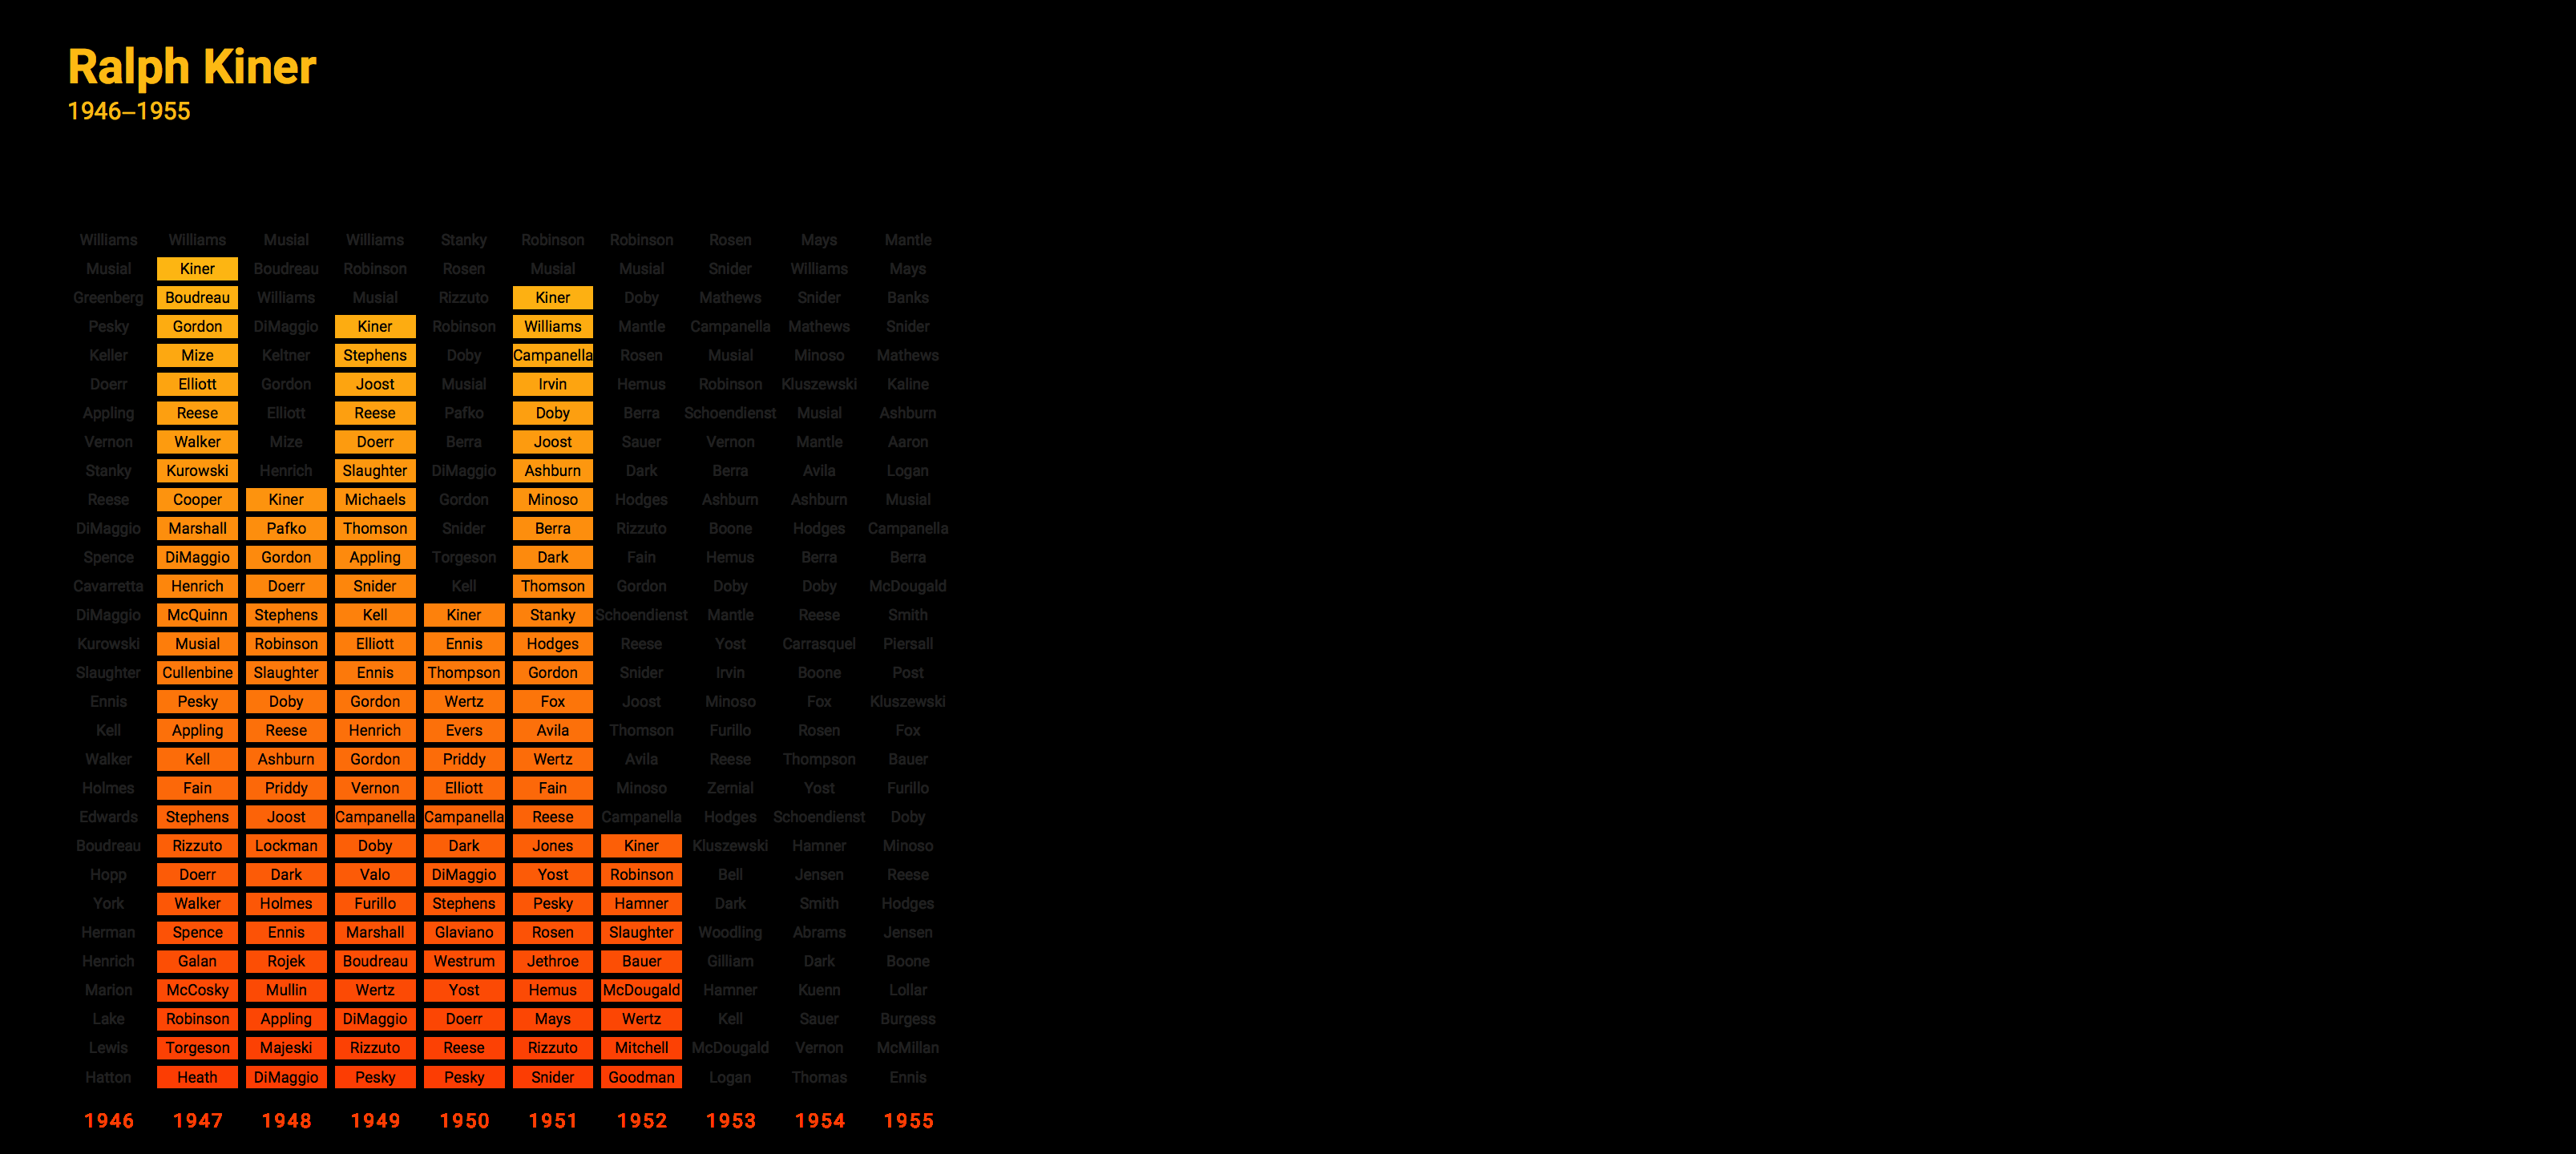 Ralph Kiner
1946–1955
Williams Williams Musial Williams Stanky Robinson Robinson Rosen Mays Mantle
Musial Kiner Boudreau Robinson Rosen Musial Musial Snider Williams Mays
Greenberg Boudreau Williams Musial Rizzuto Kiner Doby Mathews Snider Banks
Pesky Gordon DiMaggio Kiner Robinson Williams Mantle Campanella Mathews Snider
Keller Mize Keltner Stephens Doby Campanella Rosen Musial Minoso Mathews
Doerr Elliott Gordon Joost Musial Irvin Hemus Robinson Kluszewski Kaline
Appling Reese Elliott Reese Pafko Doby Berra Schoendienst Musial Ashburn
Vernon Walker Mize Doerr Berra Joost Sauer Vernon Mantle Aaron
Stanky Kurowski Henrich Slaughter DiMaggio Ashburn Dark Berra Avila Logan
Reese Cooper Kiner Michaels Gordon Minoso Hodges Ashburn Ashburn Musial
DiMaggio Marshall Pafko Thomson Snider Berra Rizzuto Boone Hodges Campanella
Spence DiMaggio Gordon Appling Torgeson Dark Fain Hemus Berra Berra
Cavarretta Henrich Doerr Snider Kell Thomson Gordon Doby Doby McDougald
DiMaggio McQuinn Stephens Kell Kiner Stanky Schoendienst Mantle Reese Smith
Kurowski Musial Robinson Elliott Ennis Hodges Reese Yost Carrasquel Piersall
Slaughter Cullenbine Slaughter Ennis Thompson Gordon Snider Irvin Boone Post
Ennis Pesky Doby Gordon Wertz Fox Joost Minoso Fox Kluszewski
Kell Appling Reese Henrich Evers Avila Thomson Furillo Rosen Fox
Walker Kell Ashburn Gordon Priddy Wertz Avila Reese Thompson Bauer
Holmes Fain Priddy Vernon Elliott Fain Minoso Zernial Yost Furillo
Edwards Stephens Joost Campanella Campanella Reese Campanella Hodges Schoendienst Doby
Boudreau Rizzuto Lockman Doby Dark Jones Kiner Kluszewski Hamner Minoso
Hopp Doerr Dark Valo DiMaggio Yost Robinson Bell Jensen Reese
York Walker Holmes Furillo Stephens Pesky Hamner Dark Smith Hodges
Herman Spence Ennis Marshall Glaviano Rosen Slaughter Woodling Abrams Jensen
Henrich Galan Rojek Boudreau Westrum Jethroe Bauer Gilliam Dark Boone
Marion McCosky Mullin Wertz Yost Hemus McDougald Hamner Kuenn Lollar
Lake Robinson Appling DiMaggio Doerr Mays Wertz Kell Sauer Burgess
Lewis Torgeson Majeski Rizzuto Reese Rizzuto Mitchell McDougald Vernon McMillan
Hatton Heath DiMaggio Pesky Pesky Snider Goodman Logan Thomas Ennis
1946 1947 1948 1949 1950 1951 1952 1953 1954 1955